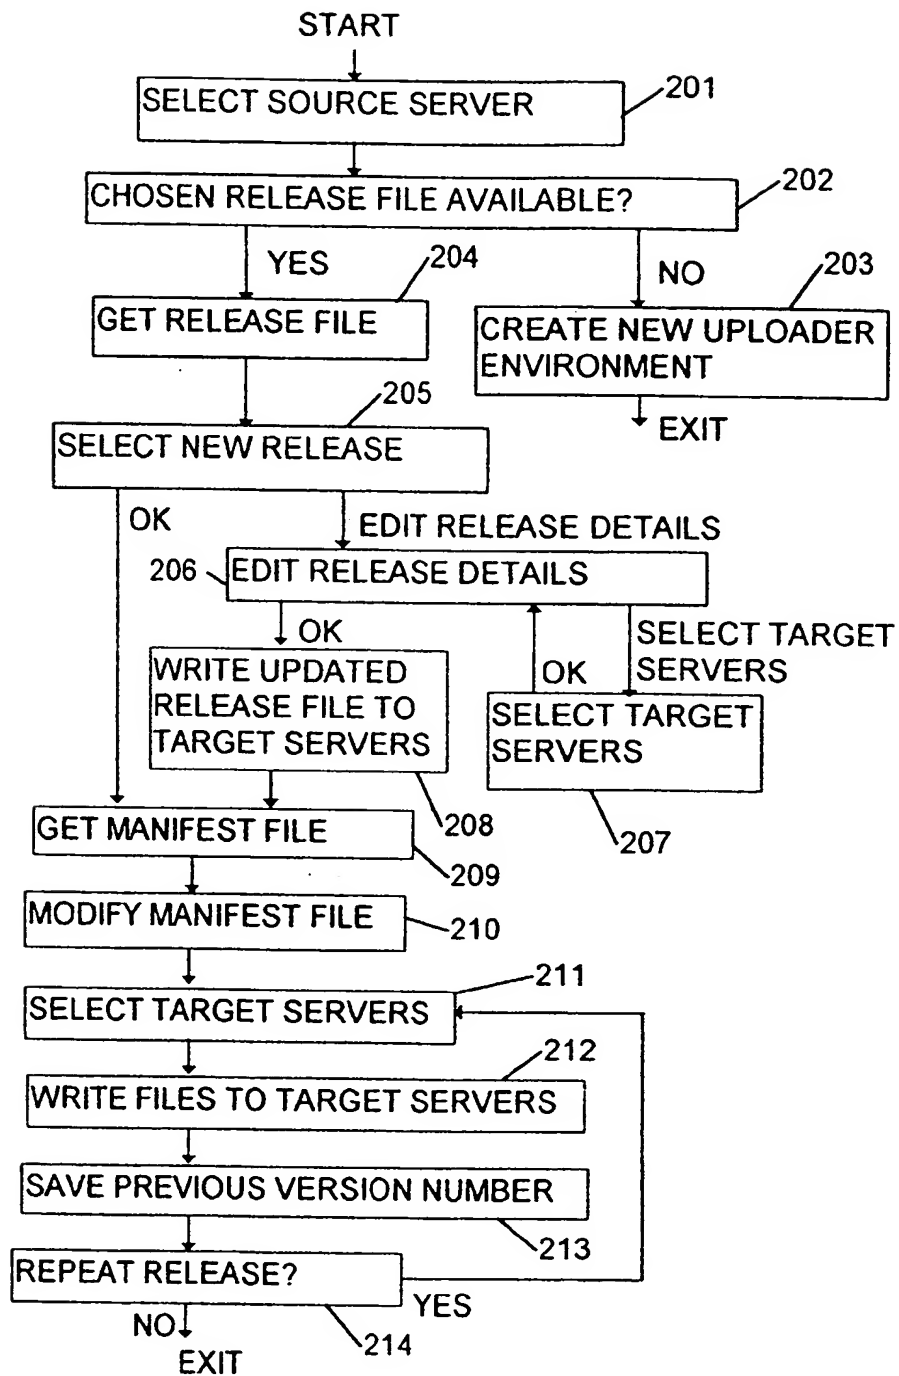 START
SELECT SOURCE SERVER
201
CHOSEN RELEASE FILE AVAILABLE?
202
YES
204
NO
203
GET RELEASE FILE
CREATE NEW UPLOADER
ENVIRONMENT
205
EXIT
SELECT NEW RELEASE
OK
EDIT RELEASE DETAILS
206
EDIT RELEASE DETAILS
OK
SELECT TARGET
SERVERS
OK
WRITE UPDATED
RELEASE FILE TO
TARGET SERVERS
SELECT TARGET
SERVERS
208
207
GET MANIFEST FILE
209
MODIFY MANIFEST FILE
210
211
SELECT TARGET SERVERS
212
WRITE FILES TO TARGET SERVERS
SAVE PREVIOUS VERSION NUMBER
213
REPEAT RELEASE?
YES
NO
214
EXIT